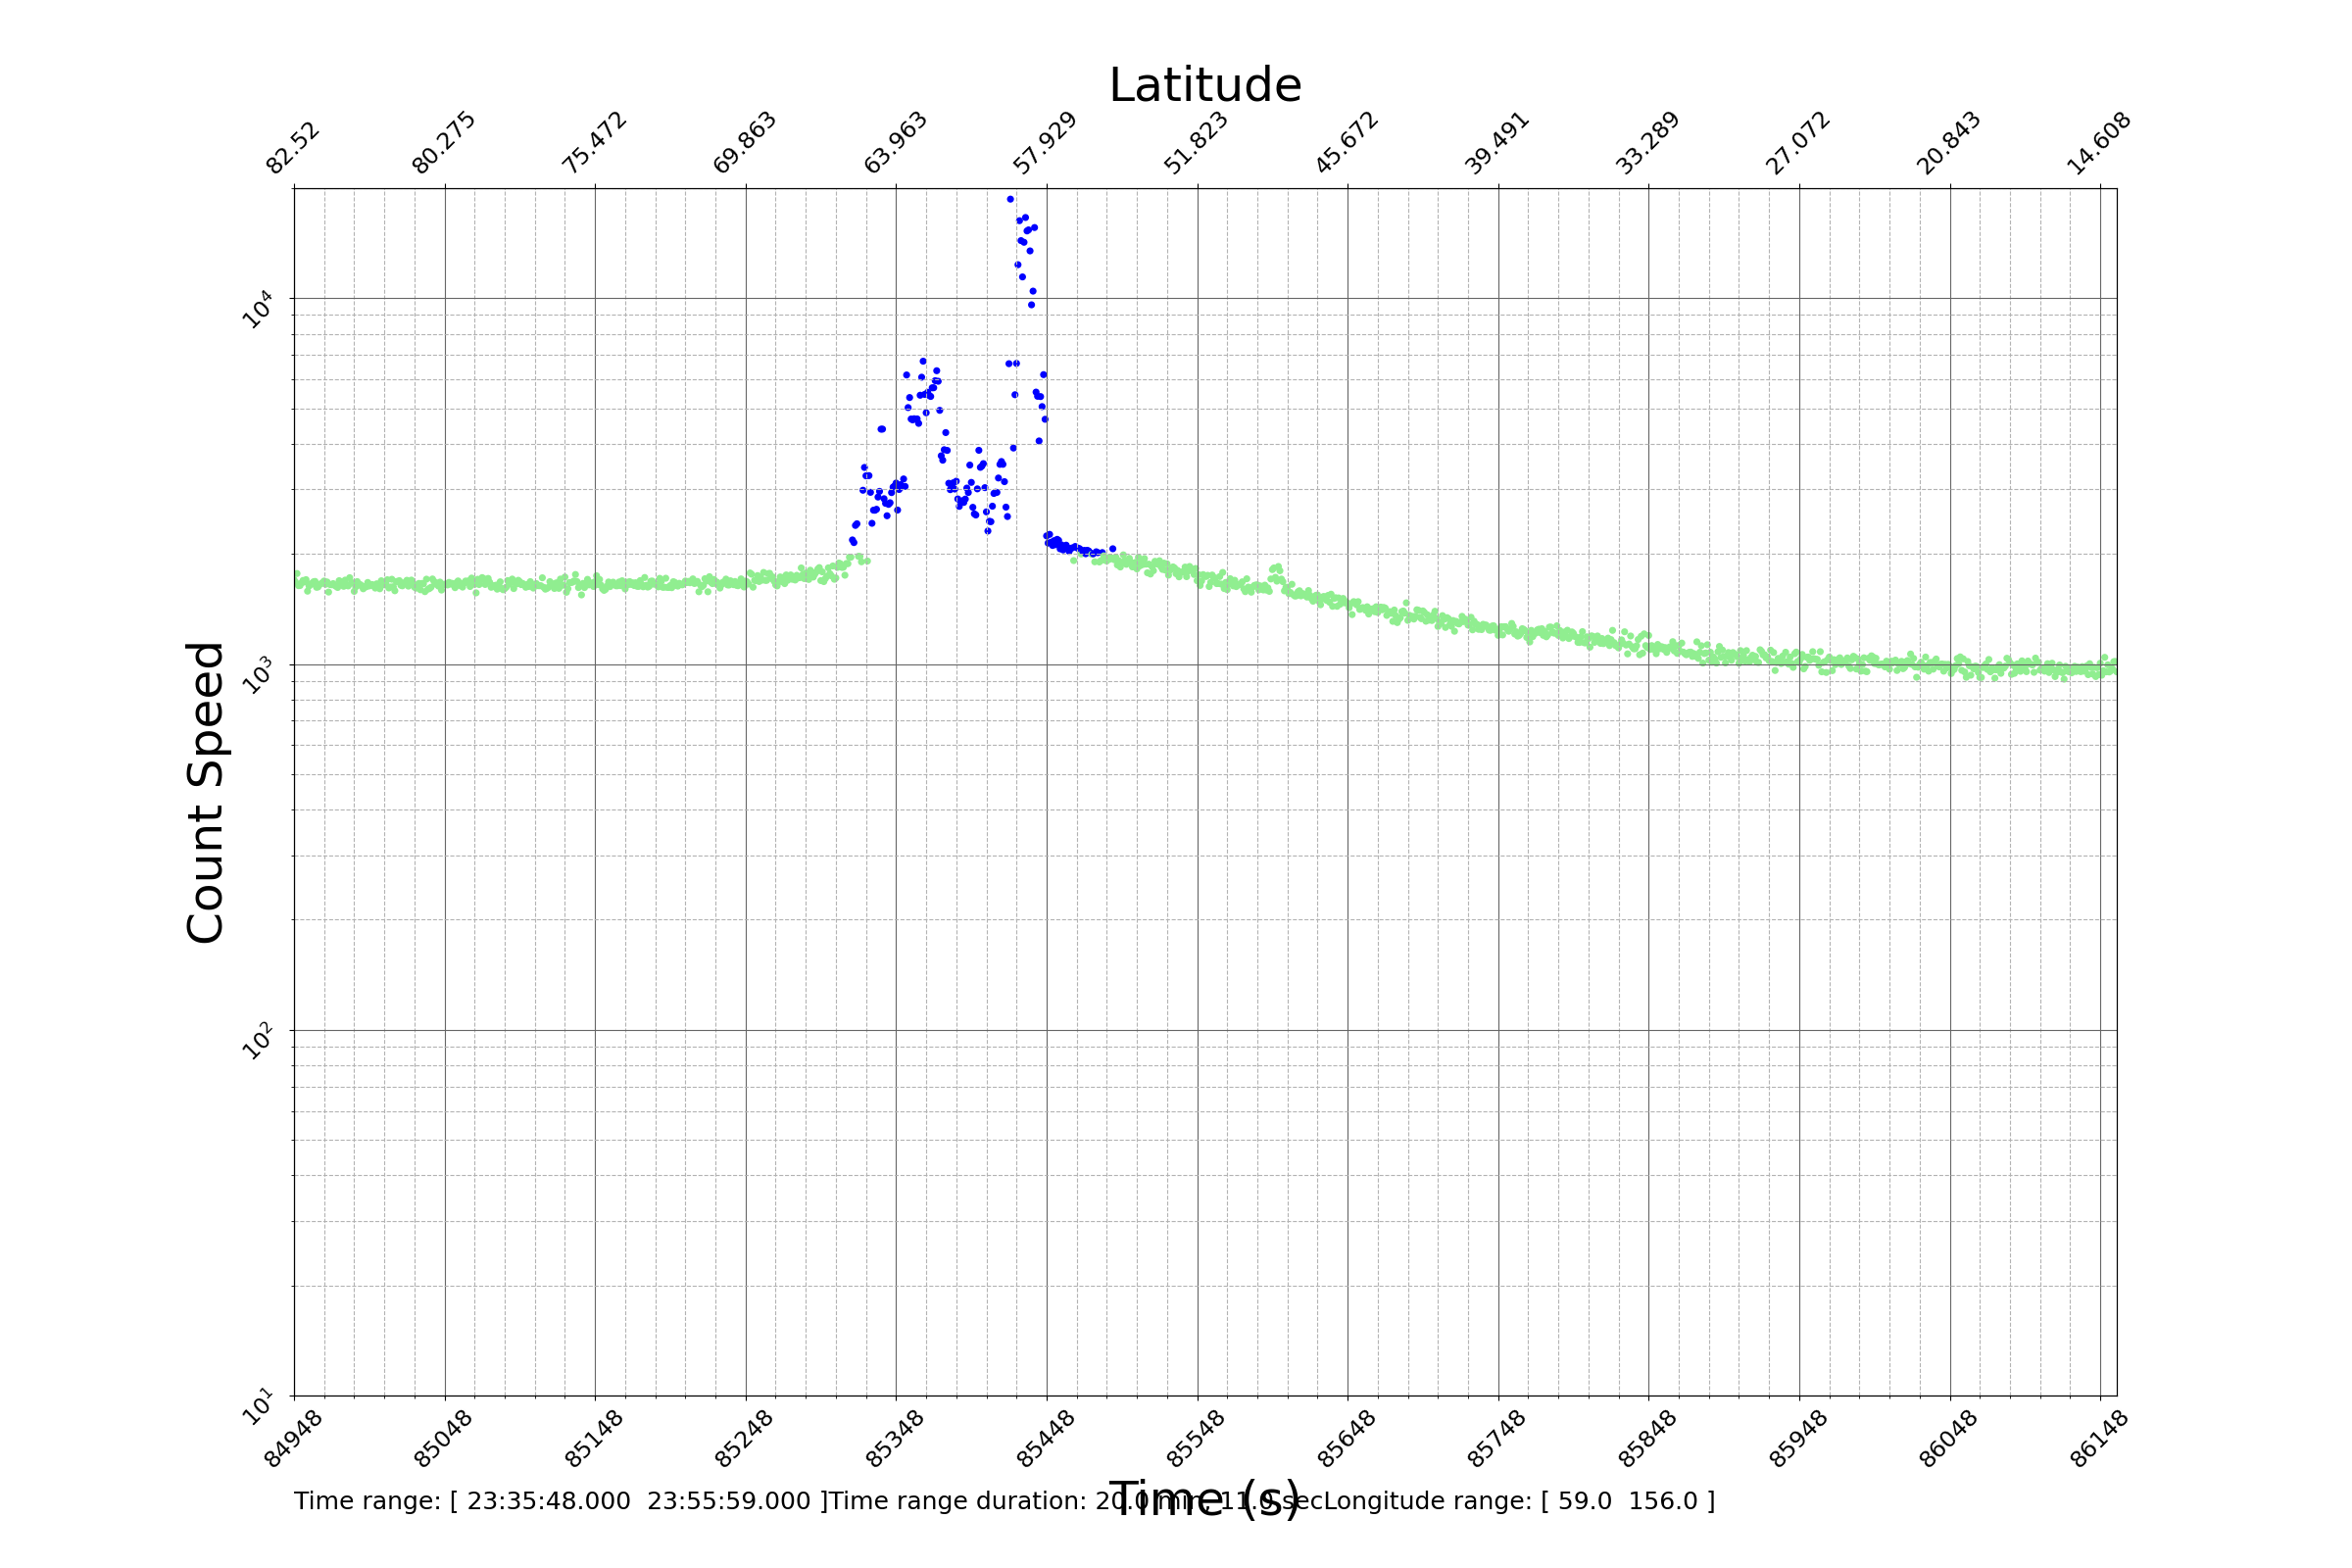 Latitude
82.52 80.275 75.472 69.863 63.963 57.929 51.823 45.672 39.491 33.289 27.072 20.843 14.608
10⁴
10³
Count Speed
10²
10¹
84948 85048 85148 85248 85348 85448 85548 85648 85748 85848 85948 86048 86148
Time (s)
Time range: [ 23:35:48.000  23:55:59.000 ]Time range duration: 20.0 min, 11.0 secLongitude range: [ 59.0  156.0 ]